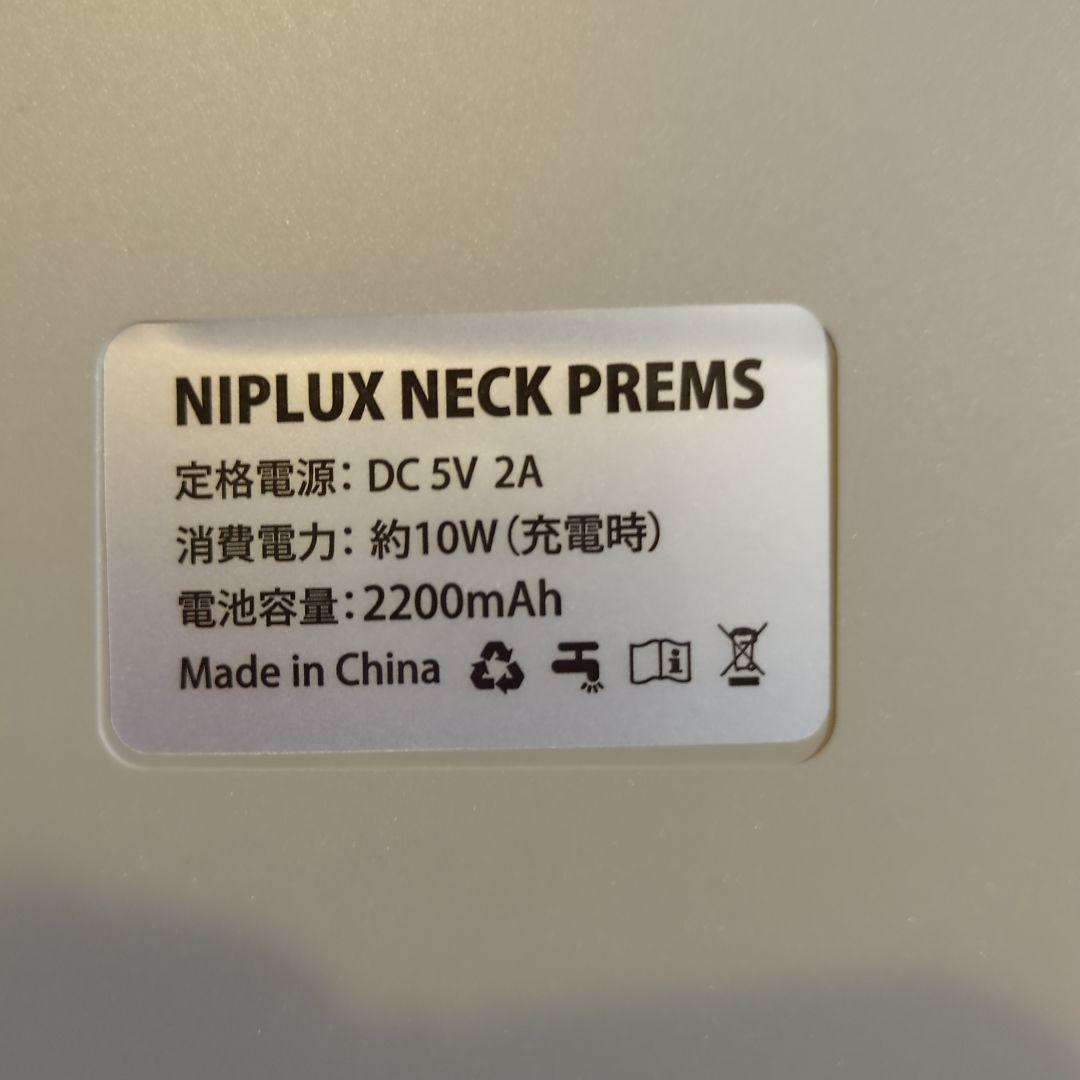 NIPLUX NECK PREMS
定格電源：DC 5V 2A
消費電力：約10W（充電時）
電池容量：2200mAh
Made in China